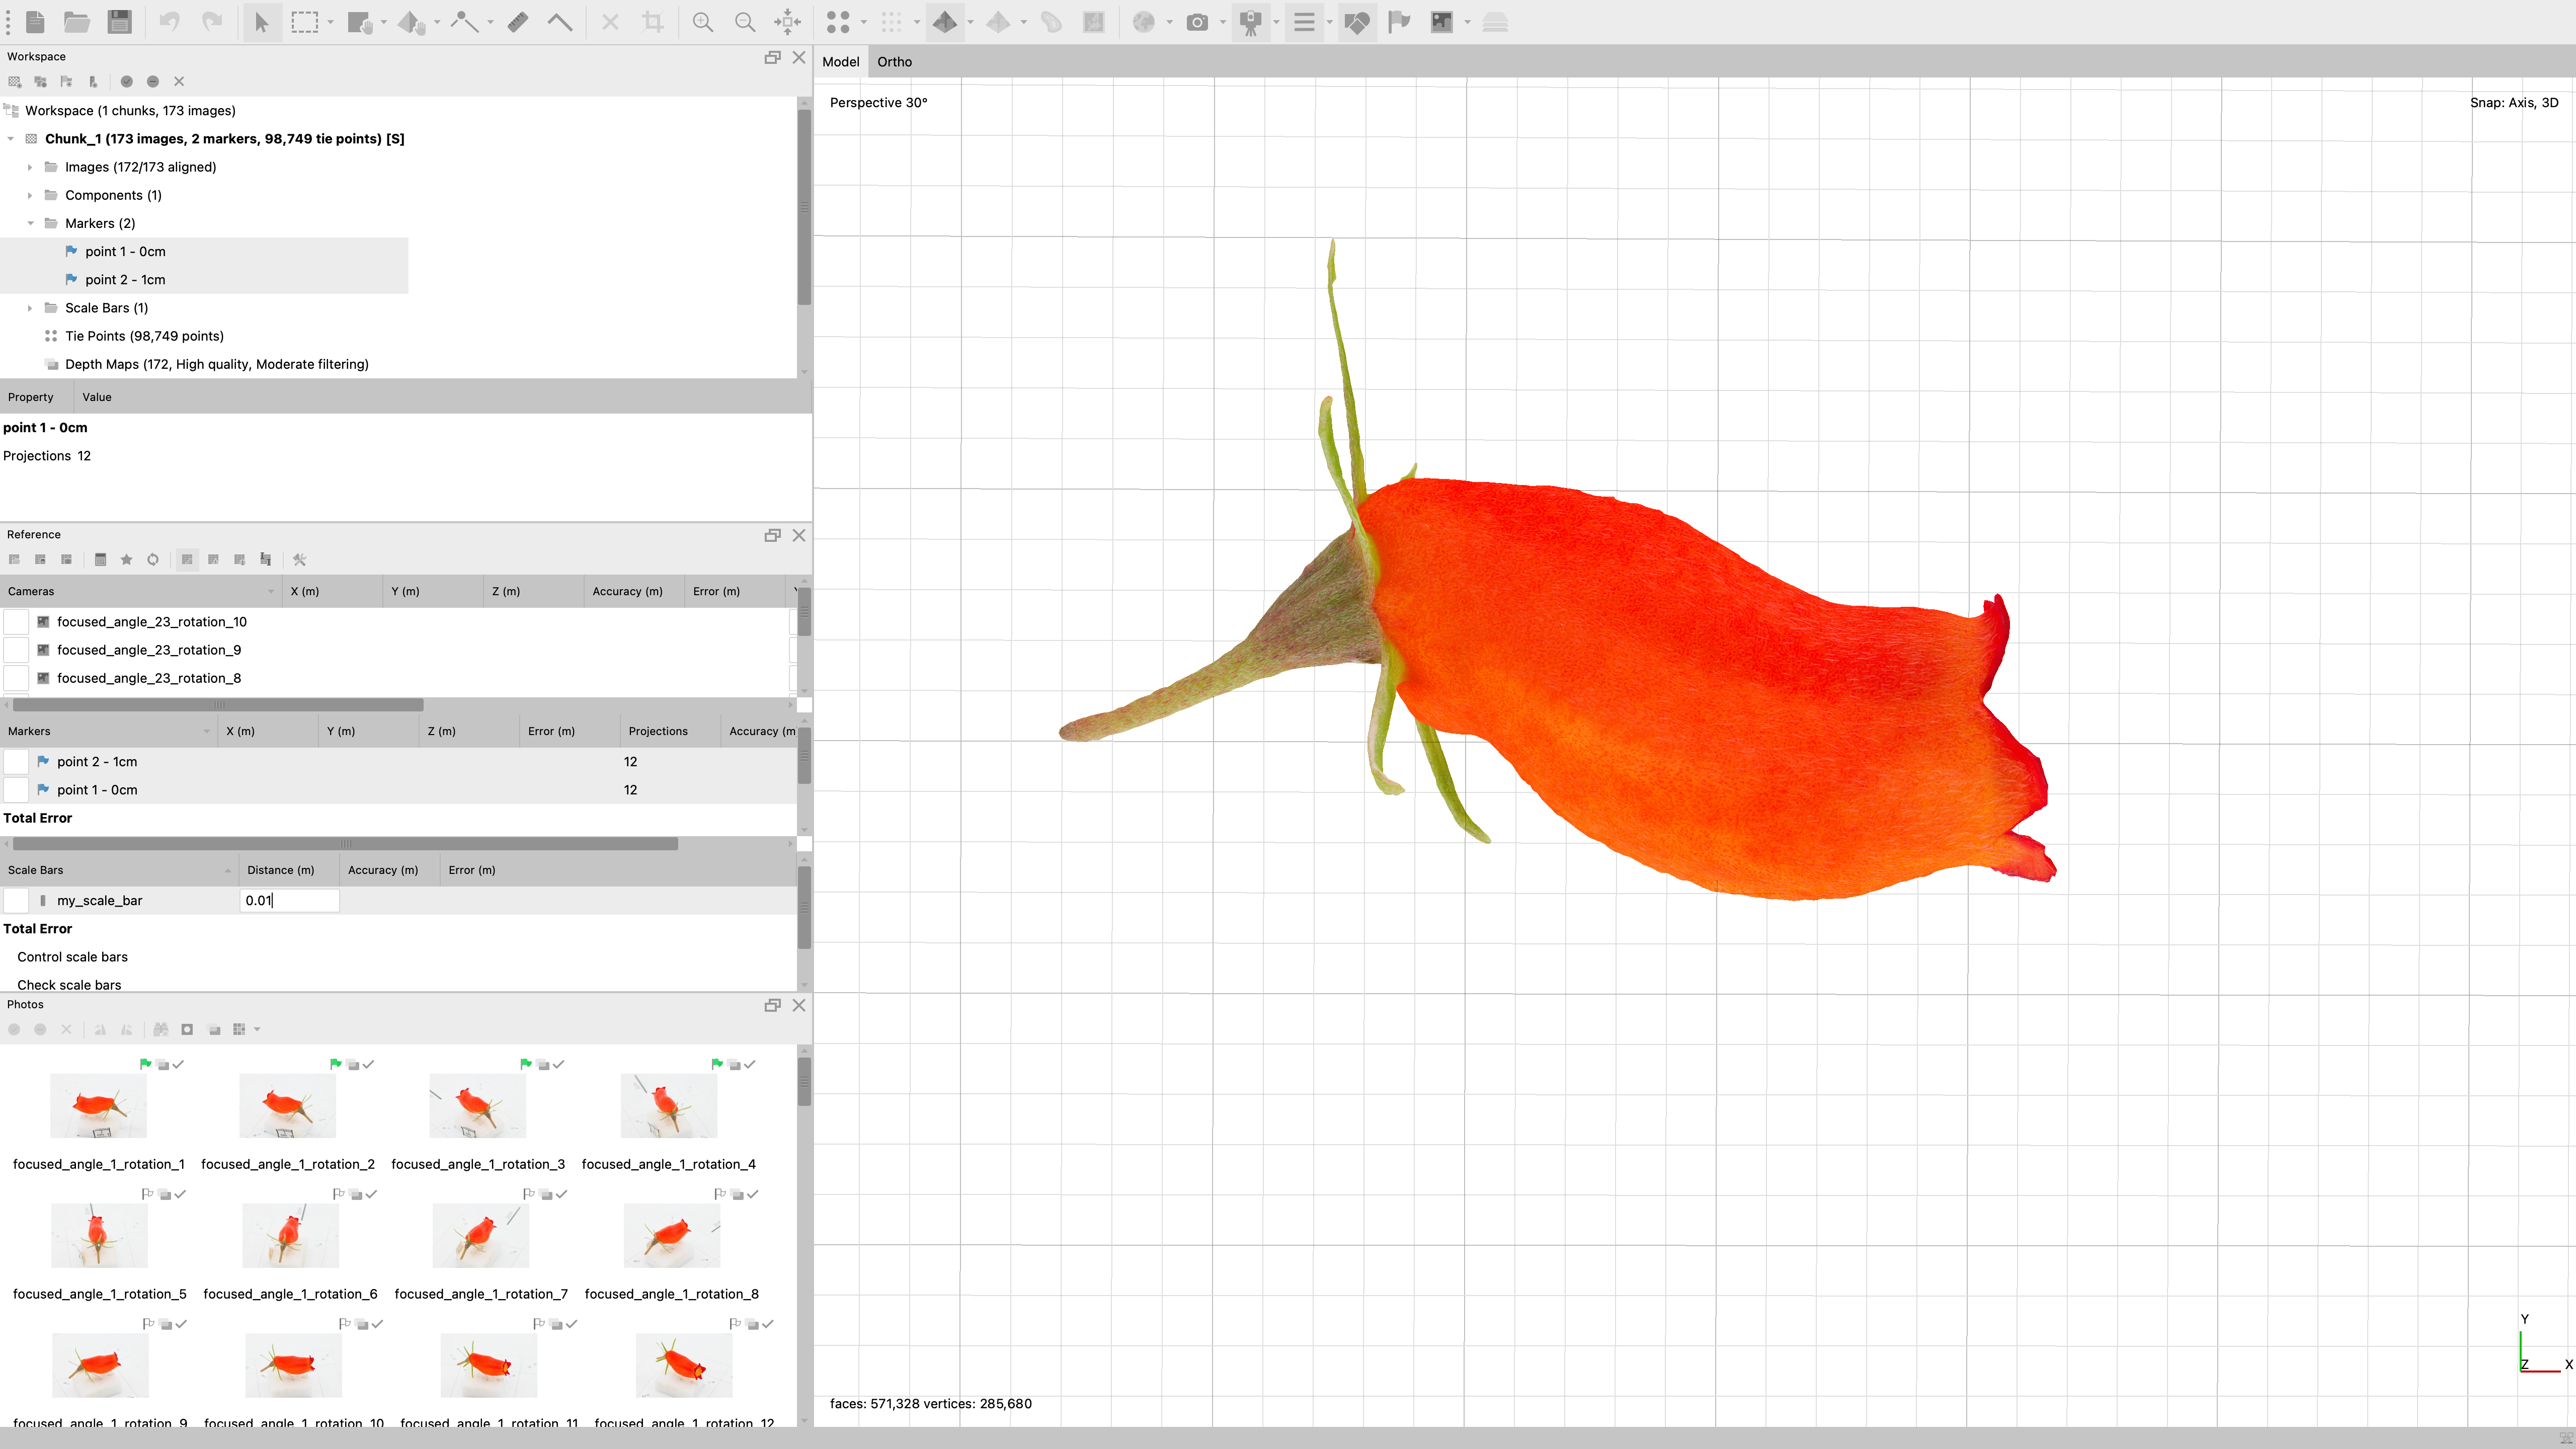 Workspace
Workspace (1 chunks, 173 images)
Chunk_1 (173 images, 2 markers, 98,749 tie points) [S]
Images (172/173 aligned)
Components (1)
Markers (2)
point 1 - 0cm
point 2 - 1cm
Scale Bars (1)
Tie Points (98,749 points)
Depth Maps (172, High quality, Moderate filtering)
Property Value
point 1 - 0cm
Projections 12
Reference
Cameras X (m) Y (m) Z (m) Accuracy (m) Error (m)
focused_angle_23_rotation_10
focused_angle_23_rotation_9
focused_angle_23_rotation_8
Markers X (m) Y (m) Z (m) Error (m) Projections Accuracy (m
point 2 - 1cm 12
point 1 - 0cm 12
Total Error
Scale Bars Distance (m) Accuracy (m) Error (m)
my_scale_bar 0.01
Total Error
Control scale bars
Check scale bars
Photos
focused_angle_1_rotation_1 focused_angle_1_rotation_2 focused_angle_1_rotation_3 focused_angle_1_rotation_4
focused_angle_1_rotation_5 focused_angle_1_rotation_6 focused_angle_1_rotation_7 focused_angle_1_rotation_8
focused_angle_1_rotation_9 focused_angle_1_rotation_10 focused_angle_1_rotation_11 focused_angle_1_rotation_12
Model Ortho
Perspective 30°
Snap: Axis, 3D
Y
Z X
faces: 571,328 vertices: 285,680